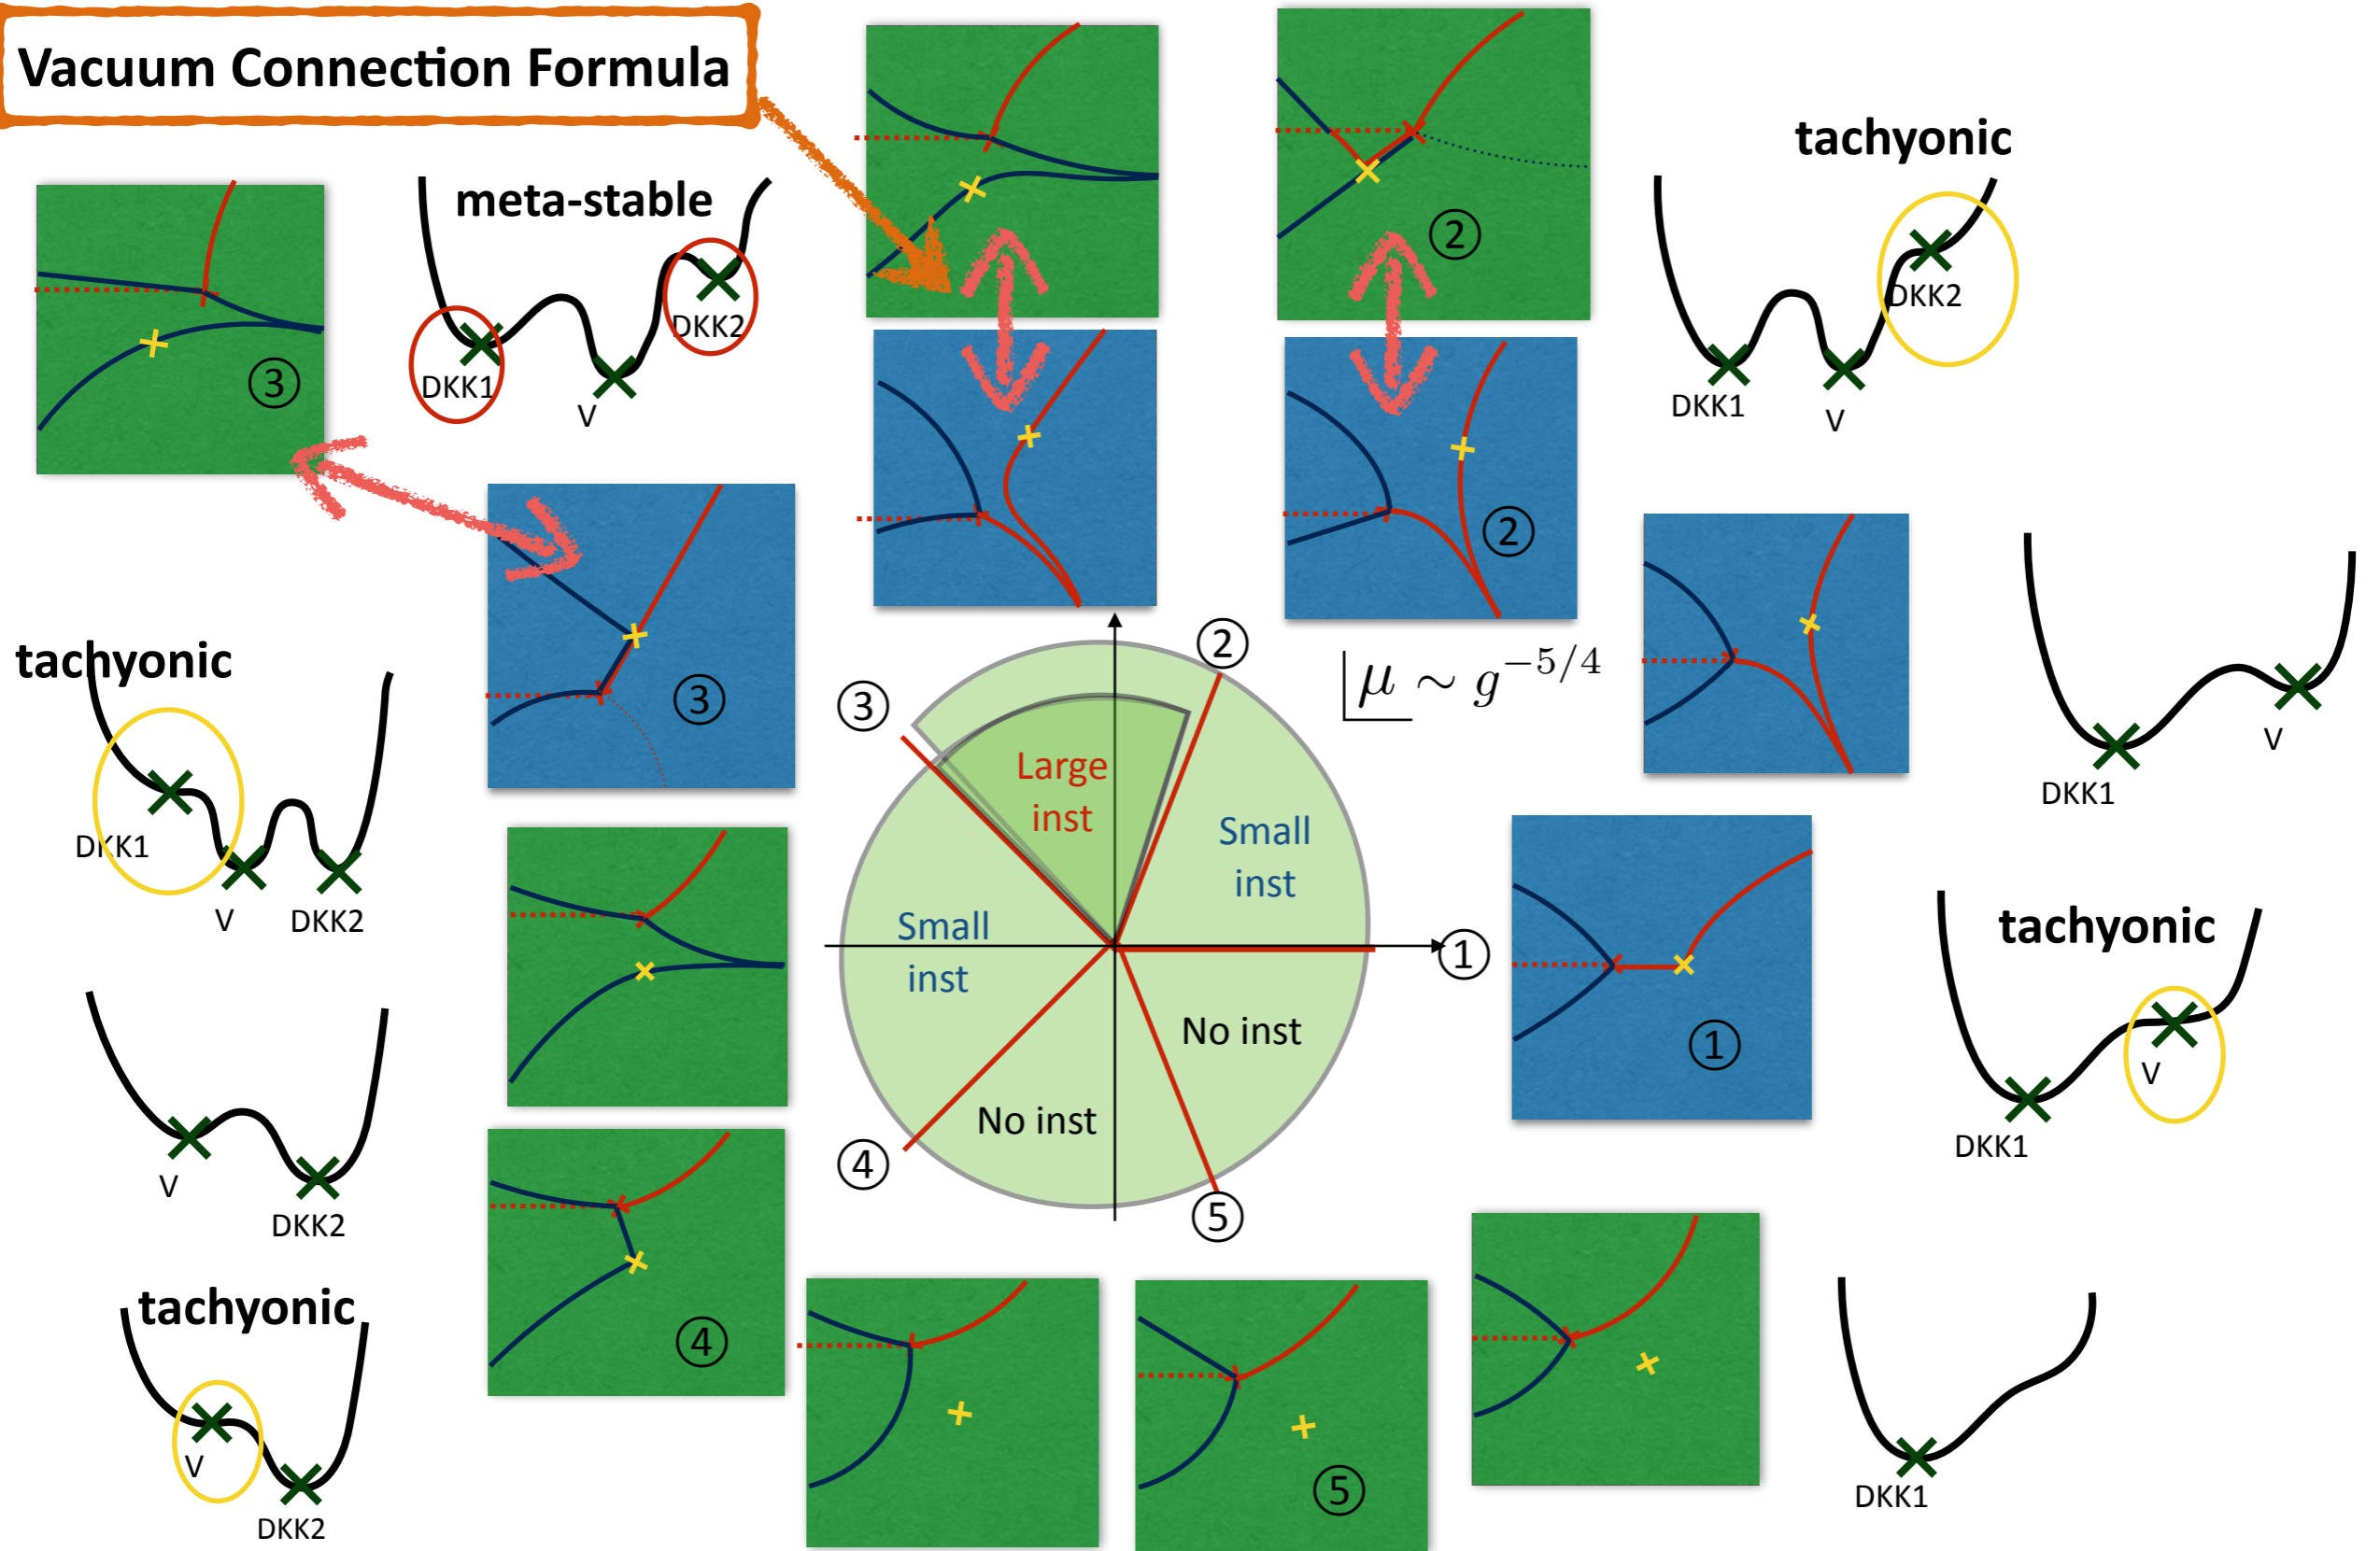 Vacuum Connection Formula
②
tachyonic
meta-stable
DKK2
③
DKK1
V
DKK2
DKK1
V
②
tachyonic
③
②
③
μ ~ g^{-5/4}
V
DKK1
Large
inst
Small
inst
DKK1
V
DKK2
Small
inst
①
tachyonic
No inst
①
V
DKK1
No inst
④
⑤
V
DKK2
tachyonic
④
V
DKK2
⑤
DKK1